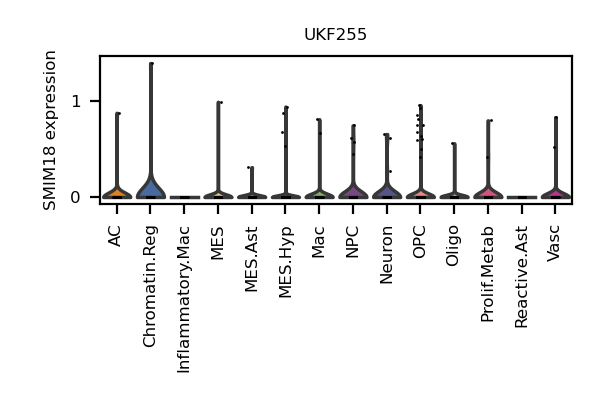 UKF255
SMIM18 expression
1
0
AC
Chromatin.Reg
Inflammatory.Mac
MES
MES.Ast
MES.Hyp
Mac
NPC
Neuron
OPC
Oligo
Prolif.Metab
Reactive.Ast
Vasc